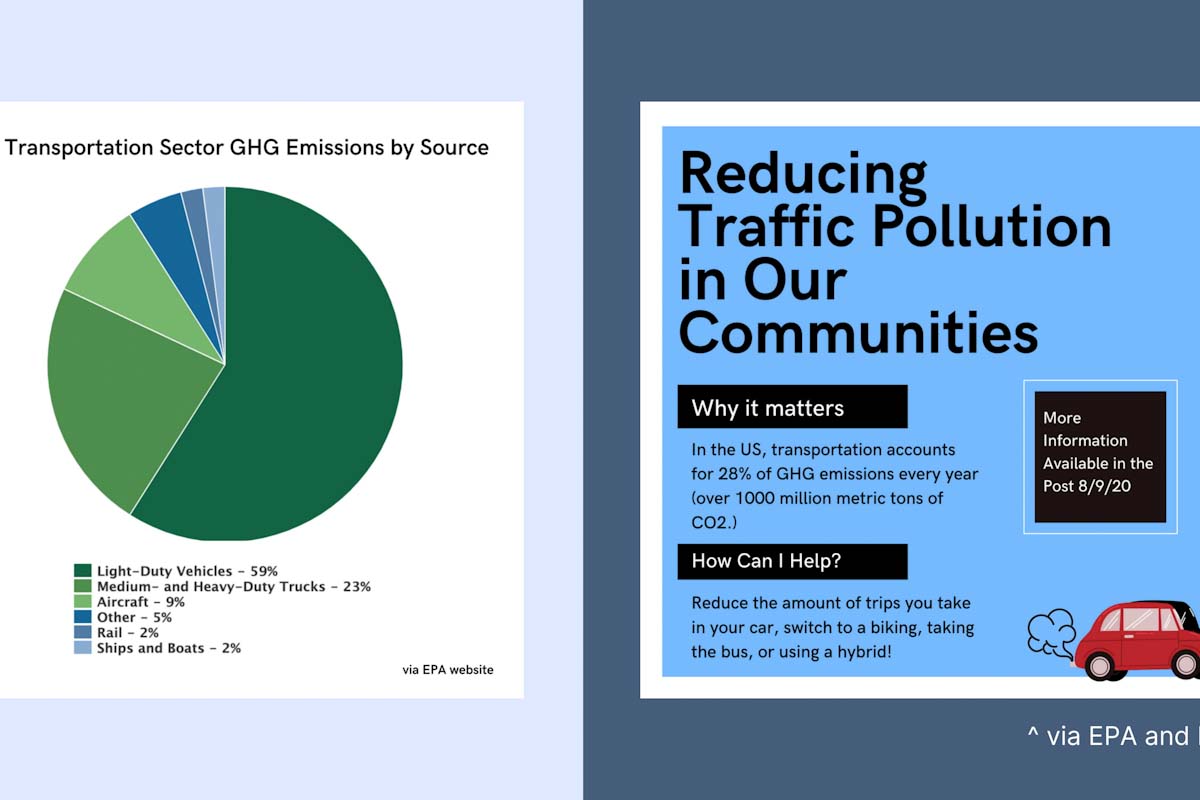 Transportation Sector GHG Emissions by Source
Light-Duty Vehicles - 59%
Medium- and Heavy-Duty Trucks - 23%
Aircraft - 9%
Other - 5%
Rail - 2%
Ships and Boats - 2%
via EPA website
Reducing
Traffic Pollution
in Our
Communities
Why it matters
In the US, transportation accounts
for 28% of GHG emissions every year
(over 1000 million metric tons of
CO2.)
More
Information
Available in the
Post 8/9/20
How Can I Help?
Reduce the amount of trips you take
in your car, switch to a biking, taking
the bus, or using a hybrid!
^ via EPA and